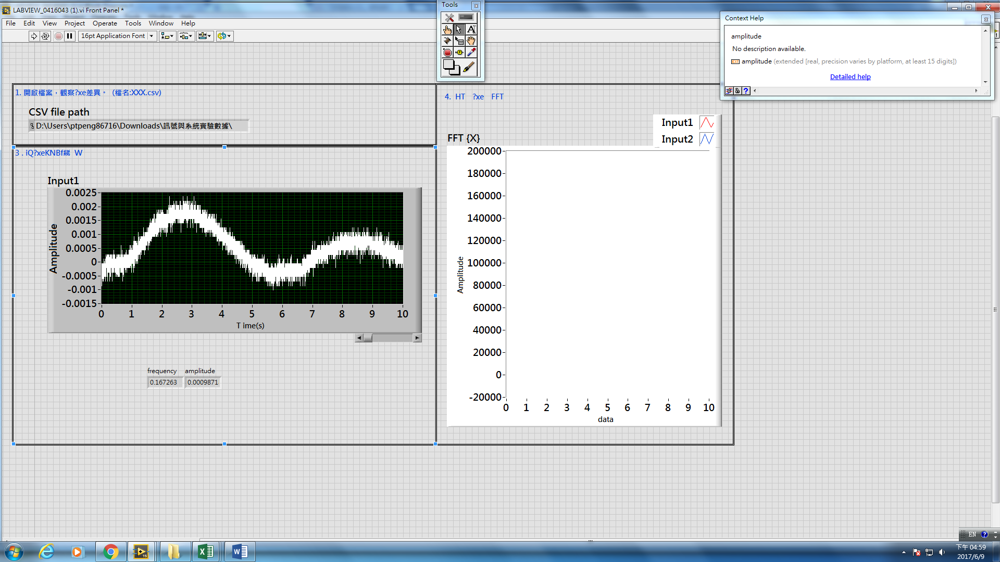 LABVIEW_0416043 (1).vi Front Panel *
File Edit View Project Operate Tools Window Help
16pt Application Font
Tools
Context Help
amplitude
No description available.
EXT amplitude (extended [real, precision varies by platform, at least 15 digits])
Detailed help
1. 開啟檔案，觀察?xe差異。 (檔名:XXX.csv)
CSV file path
D:\Users\ptpeng86716\Downloads\訊號與系統實驗數據\
3 . iQ?xeKNBf綈 W
Input1
0.0025
0.002
0.0015
0.001
0.0005
0
-0.0005
-0.001
-0.0015
Amplitude
0 1 2 3 4 5 6 7 8 9 10
T ime(s)
frequency amplitude
0.167263 0.0009871
4. HT ?xe FFT
Input1
Input2
FFT {X}
200000
180000
160000
140000
120000
100000
80000
60000
40000
20000
0
-20000
Amplitude
0 1 2 3 4 5 6 7 8 9 10
data
EN
下午 04:59
2017/6/9